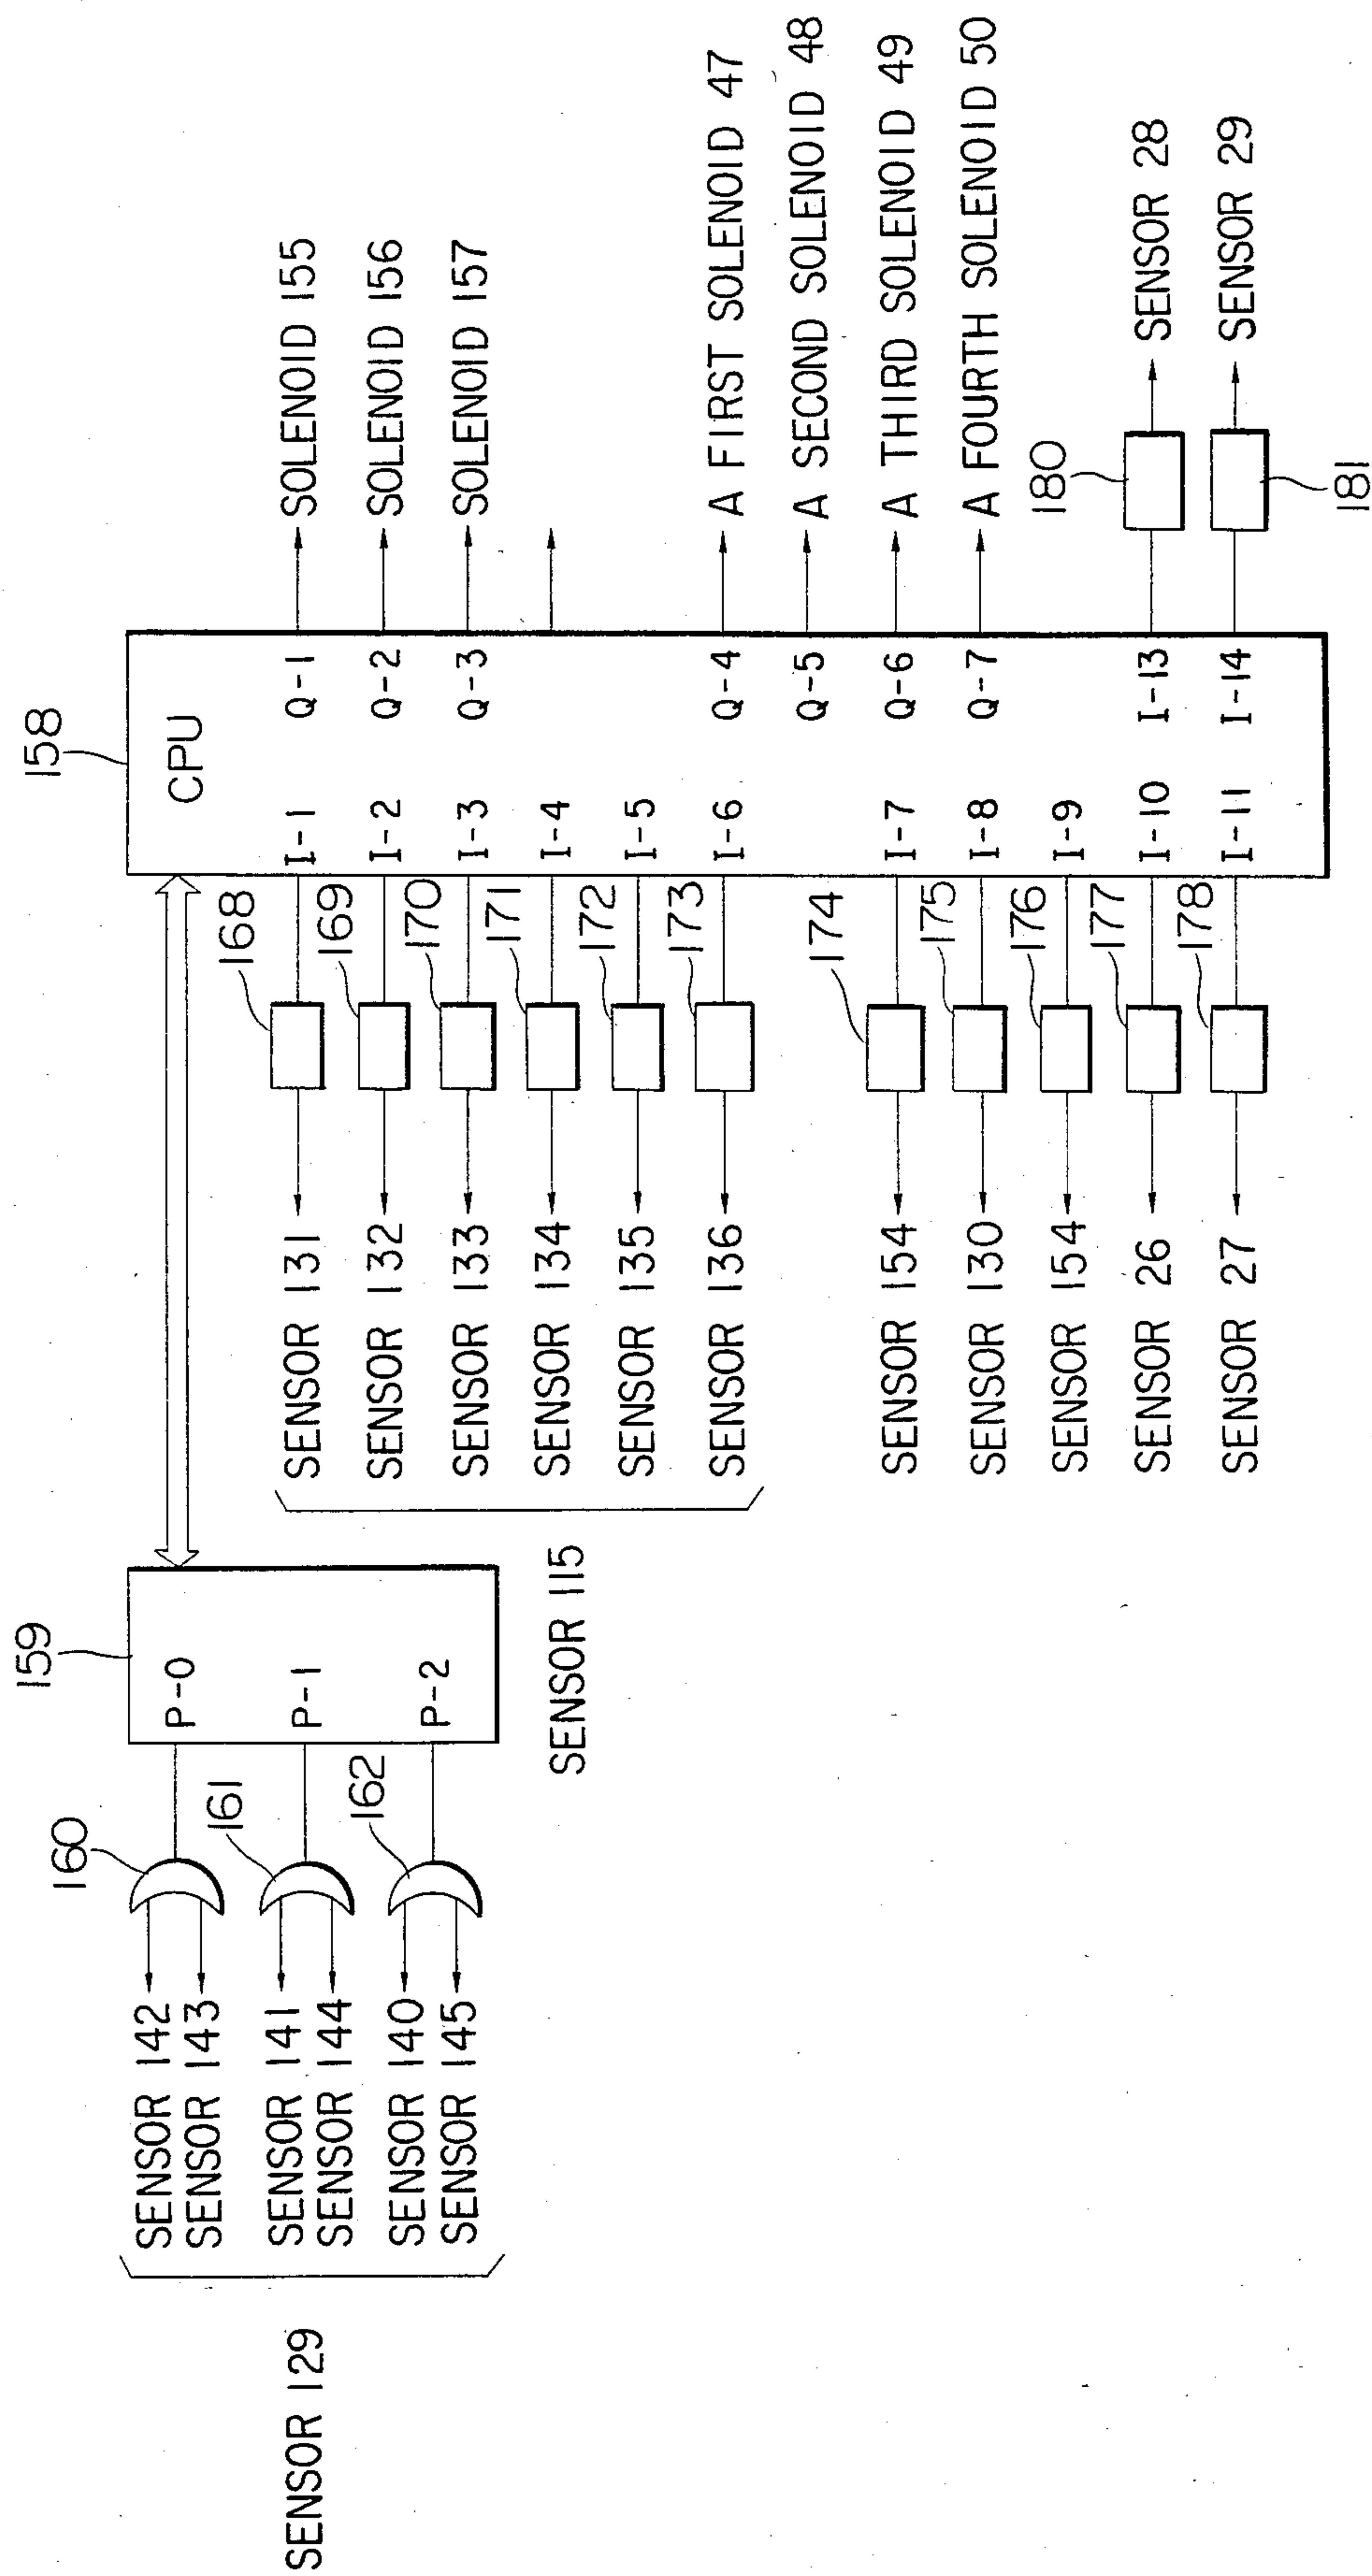 SENSOR 129
SENSOR 142
SENSOR 143
SENSOR 141
SENSOR 144
SENSOR 140
SENSOR 145
160
161
162
159
P-0
P-1
P-2
SENSOR 115
SENSOR 131
SENSOR 132
SENSOR 133
SENSOR 134
SENSOR 135
SENSOR 136
SENSOR 154
SENSOR 130
SENSOR 154
SENSOR 26
SENSOR 27
168
169
170
171
172
173
174
175
176
177
178
158
CPU
I-1
I-2
I-3
I-4
I-5
I-6
I-7
I-8
I-9
I-10
I-11
Q-1
Q-2
Q-3
Q-4
Q-5
Q-6
Q-7
I-13
I-14
180
181
SOLENOID 155
SOLENOID 156
SOLENOID 157
A FIRST SOLENOID 47
A SECOND SOLENOID 48
A THIRD SOLENOID 49
A FOURTH SOLENOID 50
SENSOR 28
SENSOR 29